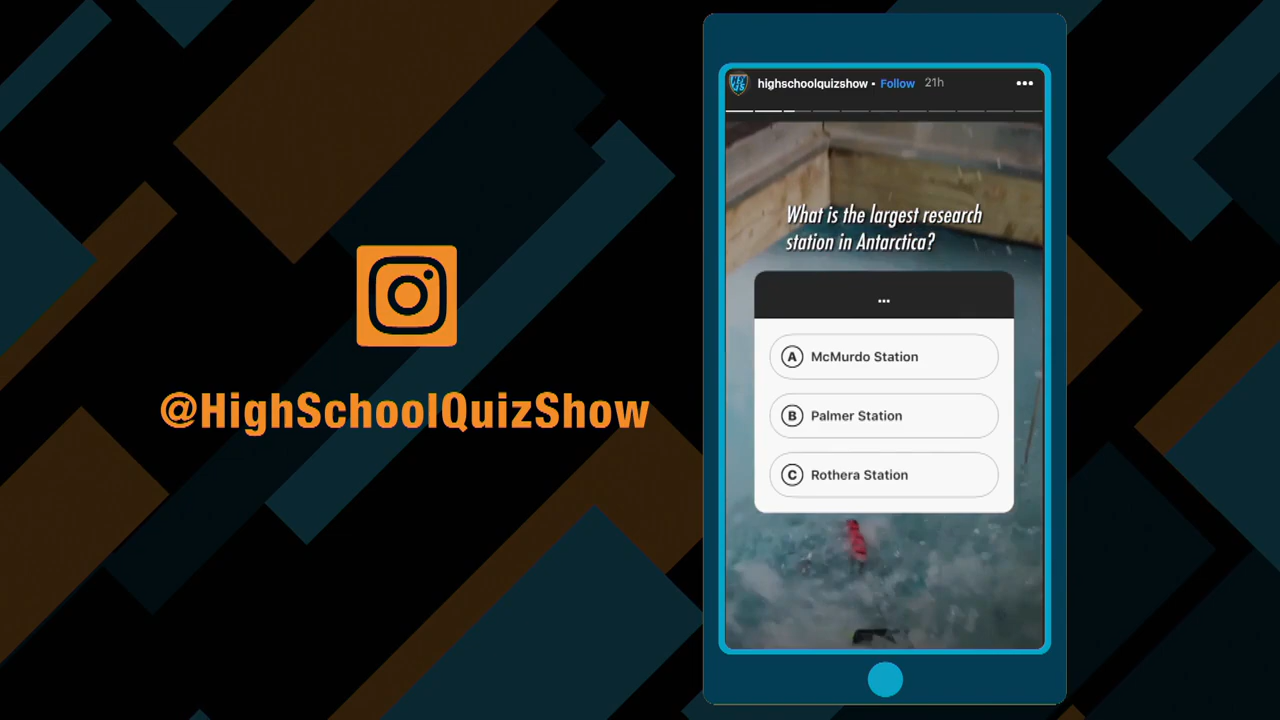 highschoolquizshow • Follow 21h
What is the largest research
station in Antarctica?
...
A McMurdo Station
B Palmer Station
C Rothera Station
@HighSchoolQuizShow